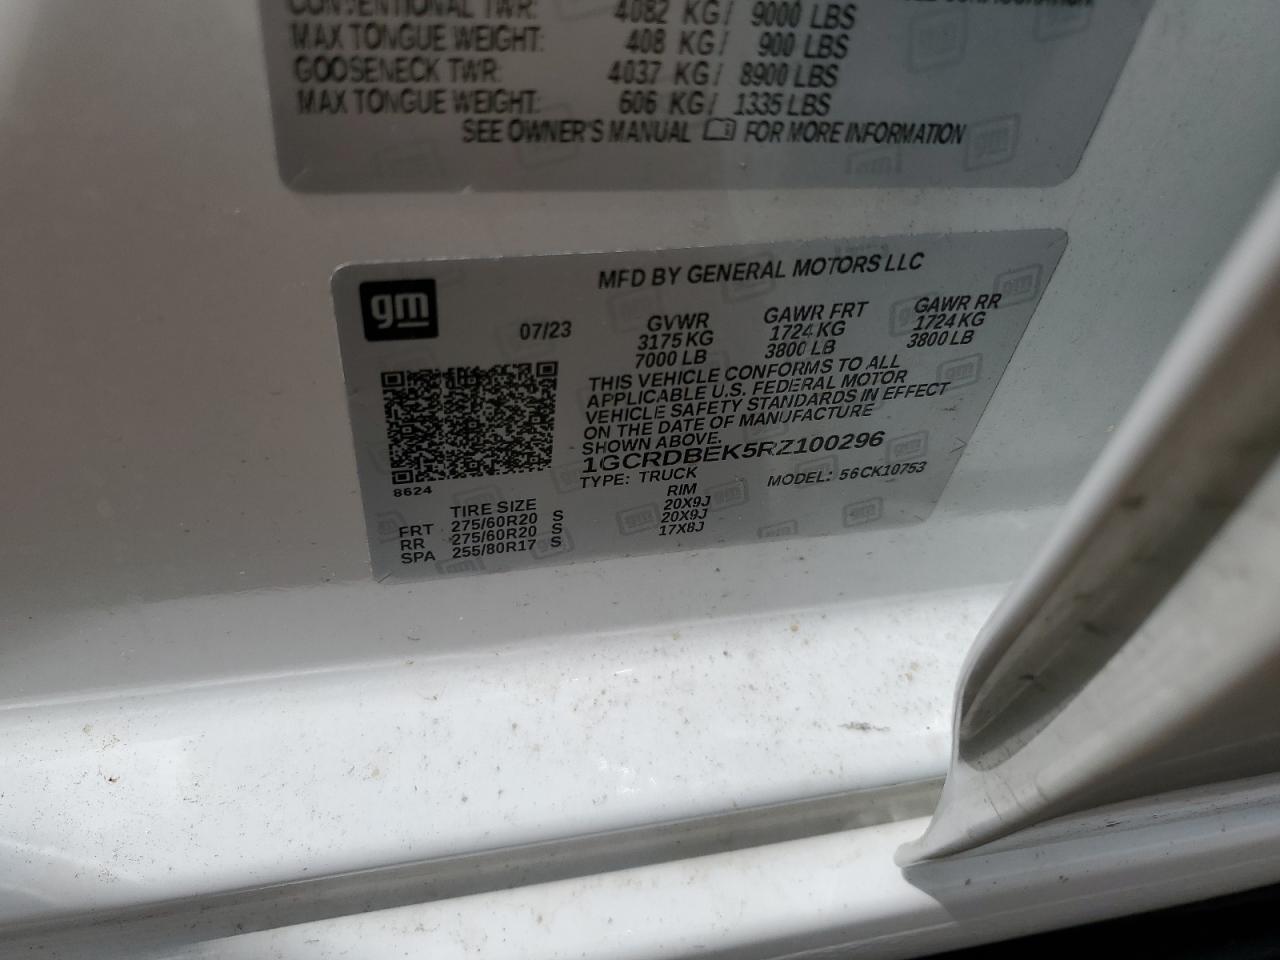 CONVENTIONAL TWR: 4082 KG/ 9000 LBS
MAX TONGUE WEIGHT: 408 KG/ 900 LBS
GOOSENECK TWR: 4037 KG/ 8900 LBS
MAX TONGUE WEIGHT: 606 KG/ 1335 LBS
SEE OWNER'S MANUAL FOR MORE INFORMATION
gm
MFD BY GENERAL MOTORS LLC
07/23 GVWR GAWR FRT GAWR RR
3175 KG 1724 KG 1724 KG
7000 LB 3800 LB 3800 LB
THIS VEHICLE CONFORMS TO ALL
APPLICABLE U.S. FEDERAL MOTOR
VEHICLE SAFETY STANDARDS IN EFFECT
ON THE DATE OF MANUFACTURE
SHOWN ABOVE.
1GCRDBEK5RZ100296
TYPE: TRUCK MODEL: 56CK10753
8624
TIRE SIZE RIM
FRT 275/60R20 S 20X9J
RR 275/60R20 S 20X9J
SPA 255/80R17 S 17X8J